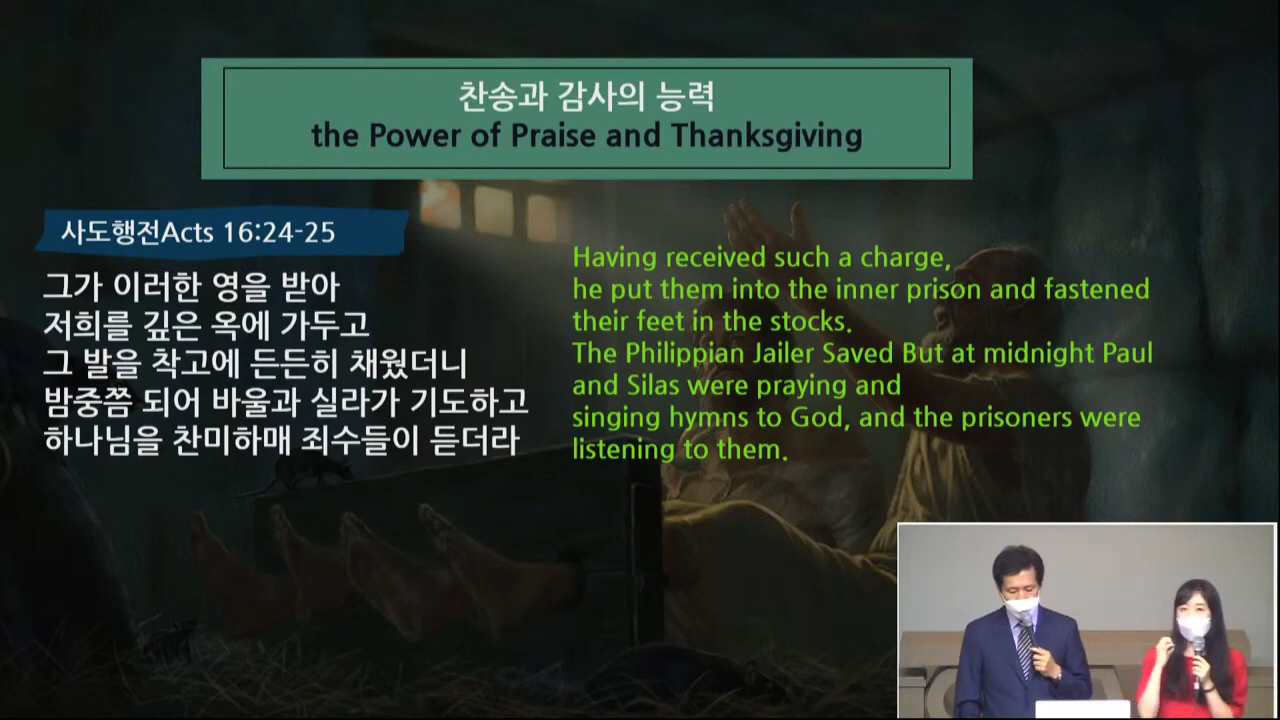 찬송과 감사의 능력
the Power of Praise and Thanksgiving
사도행전Acts 16:24-25
그가 이러한 영을 받아
저희를 깊은 옥에 가두고
그 발을 착고에 든든히 채웠더니
밤중쯤 되어 바울과 실라가 기도하고
하나님을 찬미하매 죄수들이 듣더라
Having received such a charge,
he put them into the inner prison and fastened
their feet in the stocks.
The Philippian Jailer Saved But at midnight Paul
and Silas were praying and
singing hymns to God, and the prisoners were
listening to them.